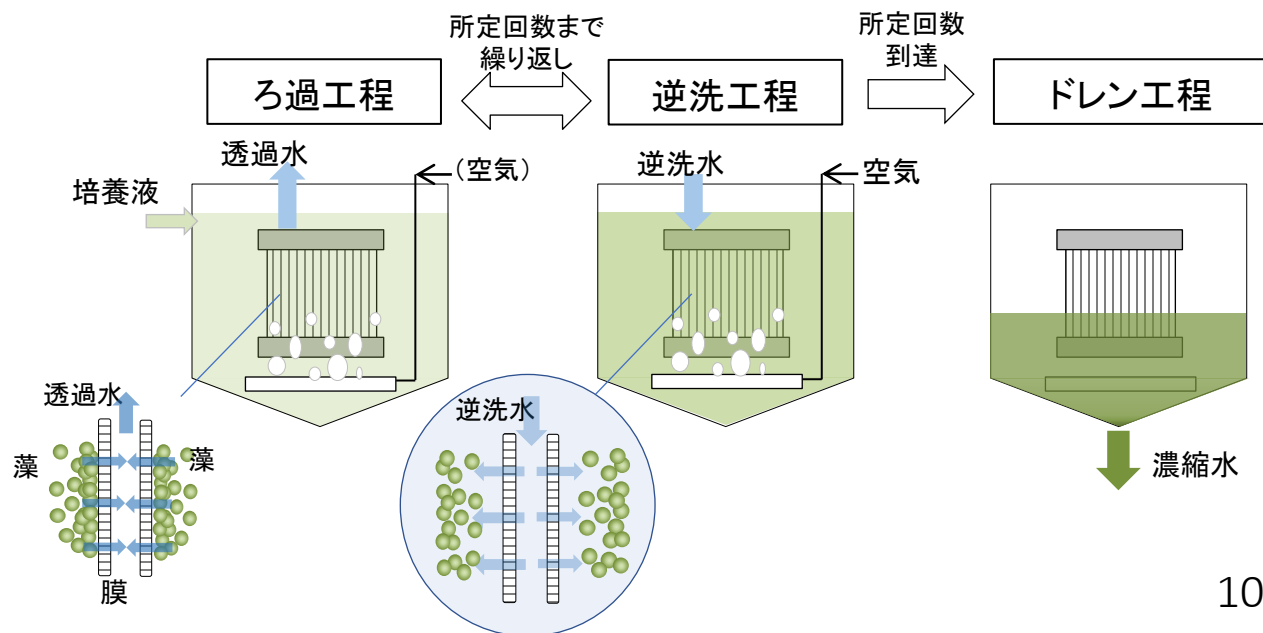 所定回数まで
繰り返し
所定回数
到達
ろ過工程
逆洗工程
ドレン工程
透過水
(空気)
培養液
逆洗水
空気
透過水
藻
藻
膜
逆洗水
濃縮水
10